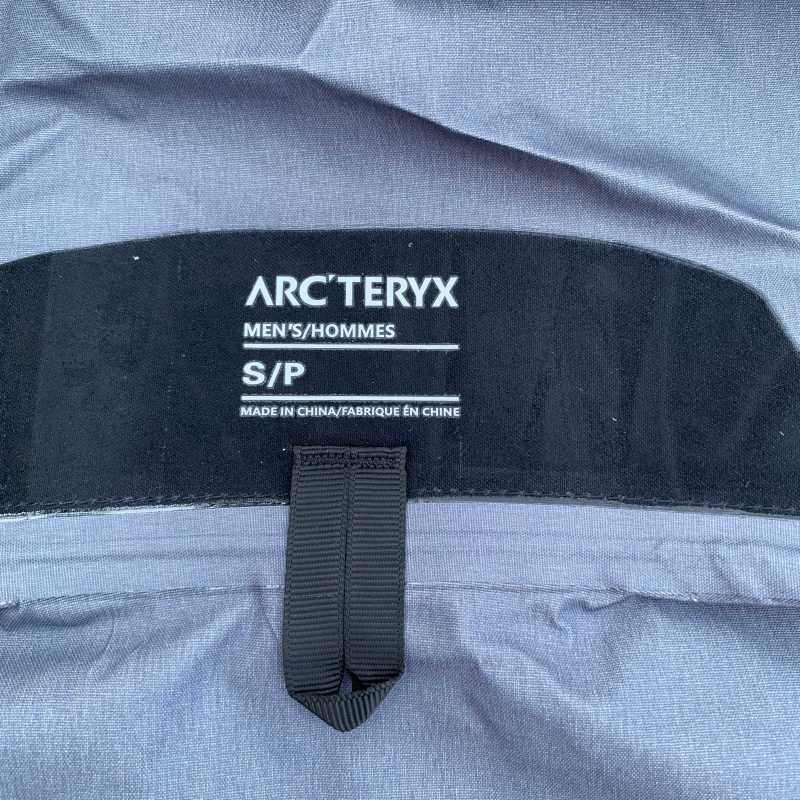 ARC'TERYX
MEN'S/HOMMES
S/P
MADE IN CHINA/FABRIQUE ÉN CHINE